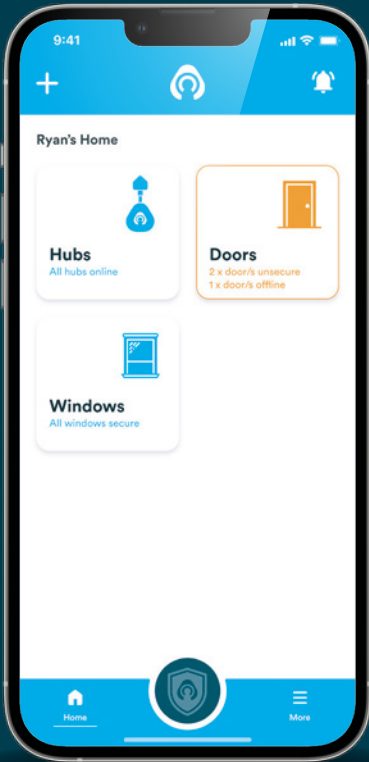 9:41
Ryan's Home
Hubs
All hubs online
Doors
2 x door/s unsecure
1 x door/s offline
Windows
All windows secure
Home
More